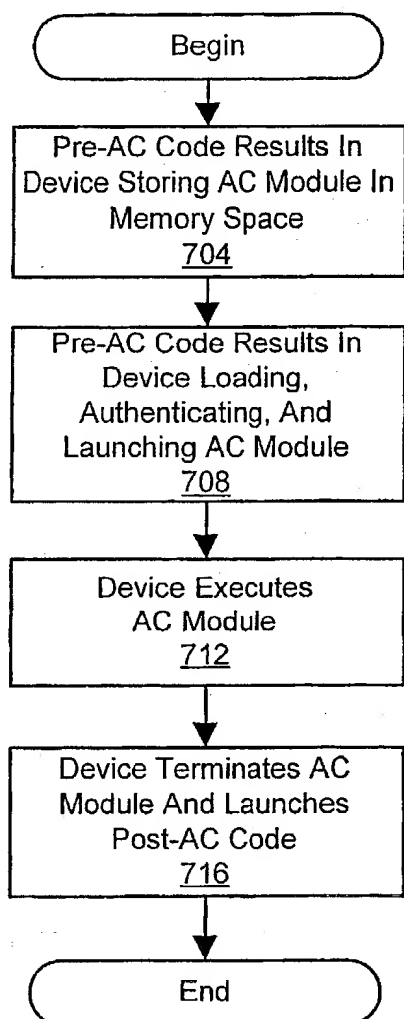 Begin
Pre-AC Code Results In
Device Storing AC Module In
Memory Space
704
Pre-AC Code Results In
Device Loading,
Authenticating, And
Launching AC Module
708
Device Executes
AC Module
712
Device Terminates AC
Module And Launches
Post-AC Code
716
End